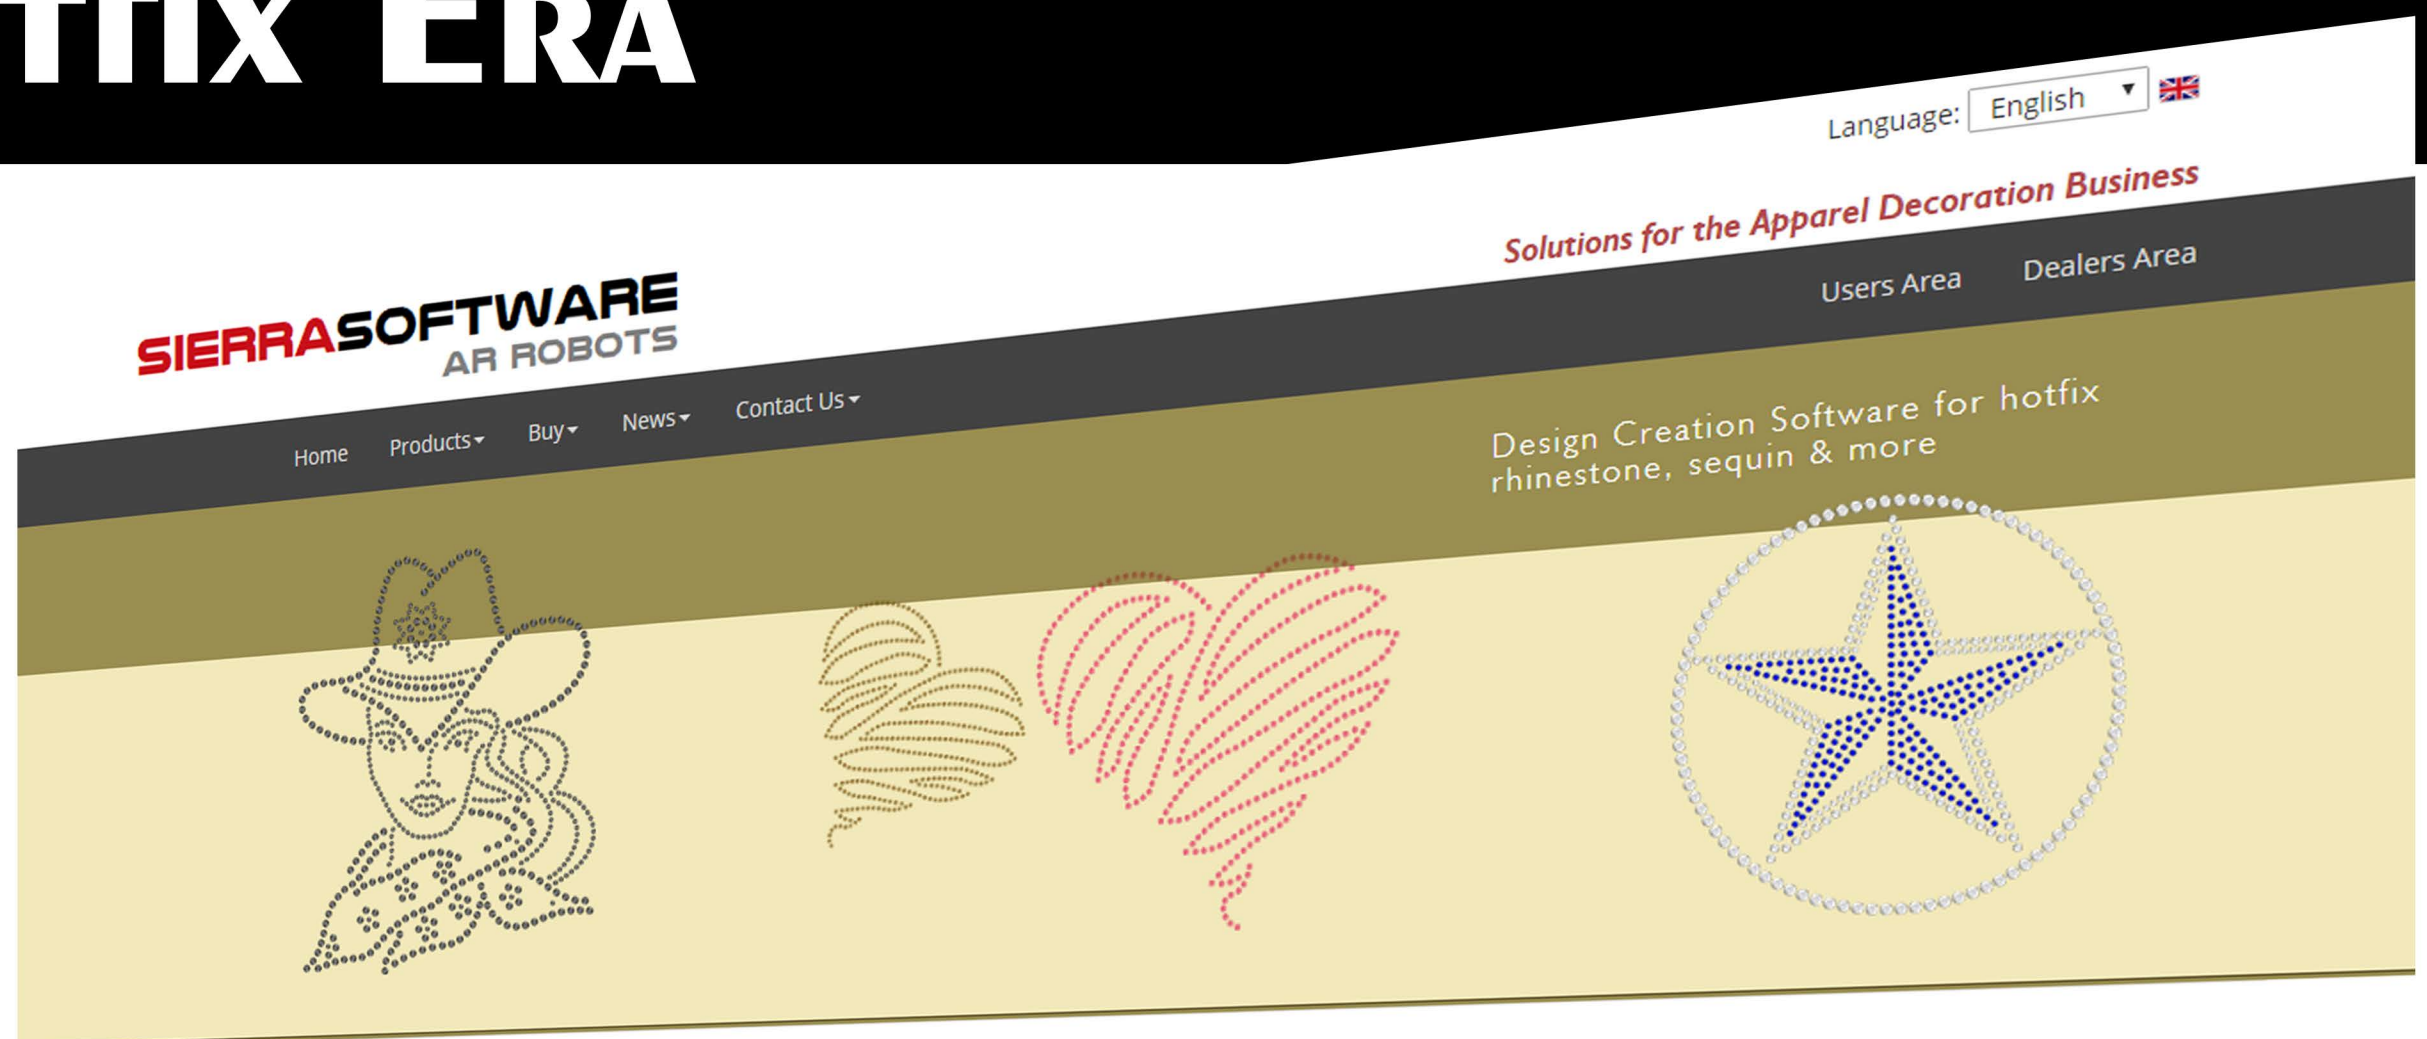 ERA
Language: English
Solutions for the Apparel Decoration Business
SIERRASOFTWARE
AR ROBOTS
Users Area Dealers Area
Home Products Buy News Contact Us
Design Creation Software for hotfix
rhinestone, sequin & more